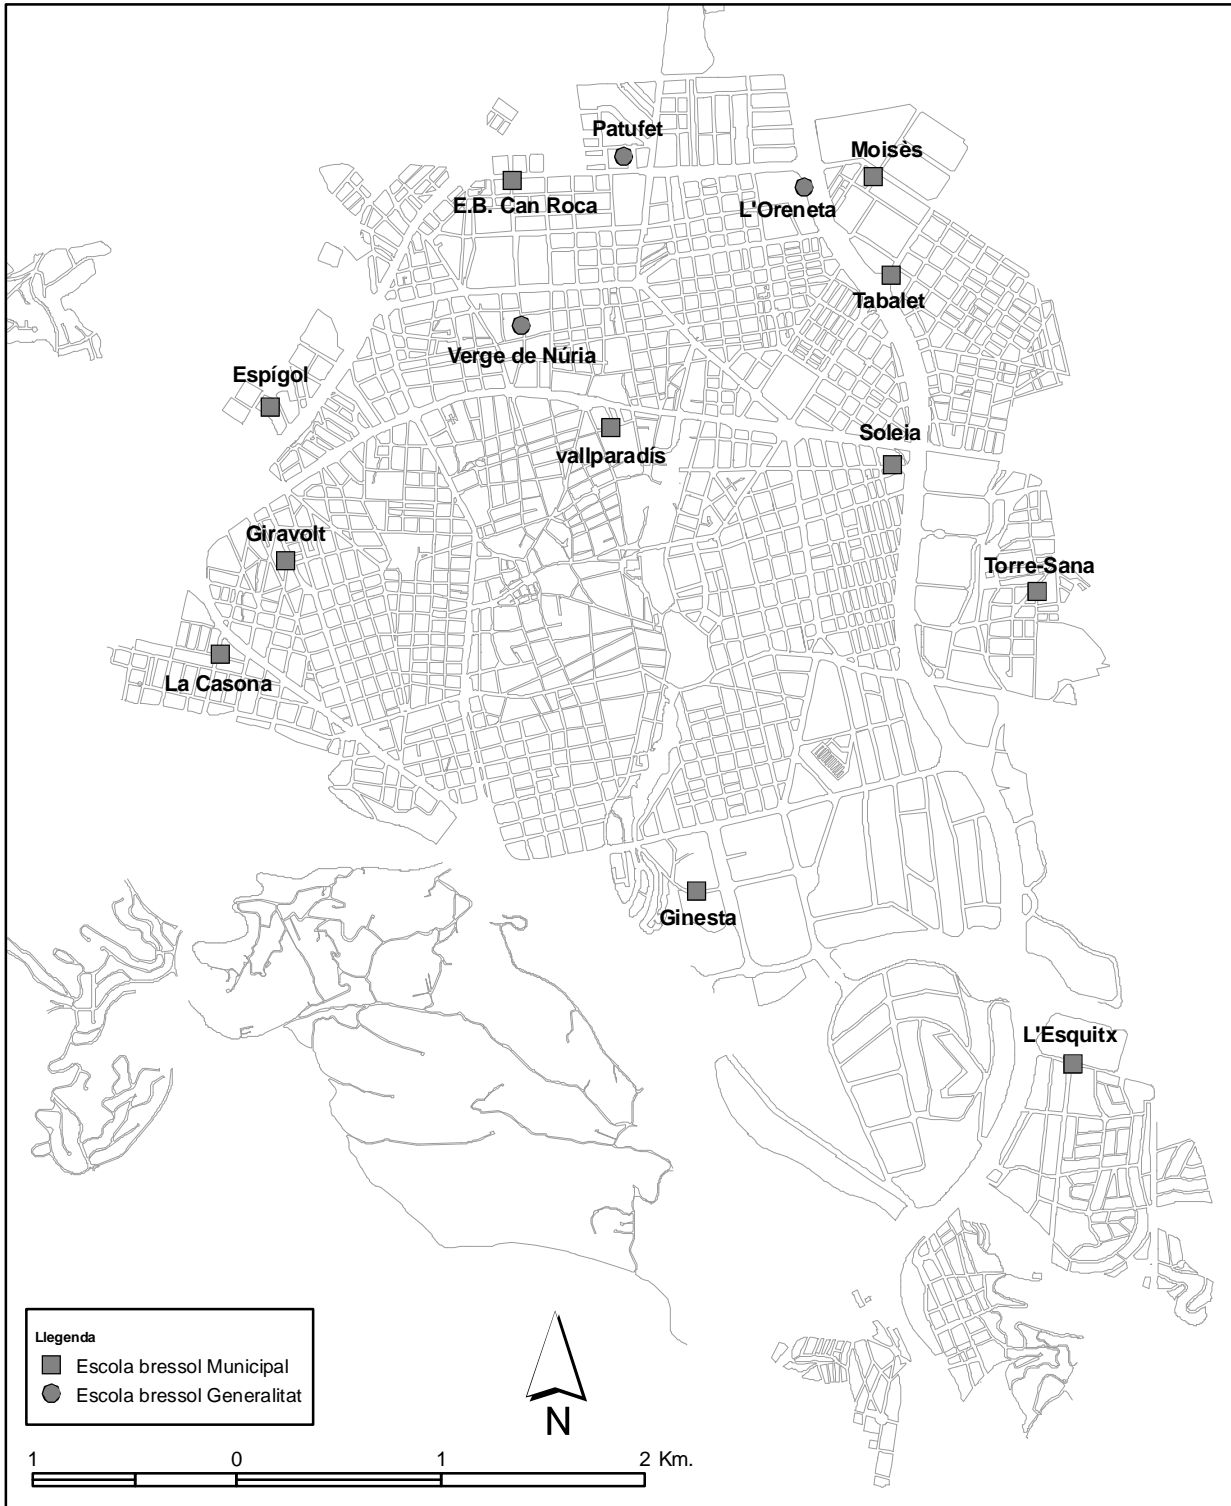 Patufet
Moisès
E.B. Can Roca
L'Oreneta
Tabalet
Verge de Núria
Espígol
Soleia
vallparadís
Giravolt
Torre-Sana
La Casona
Ginesta
L'Esquitx
Llegenda
Escola bressol Municipal
Escola bressol Generalitat
N
1 0 1 2 Km.